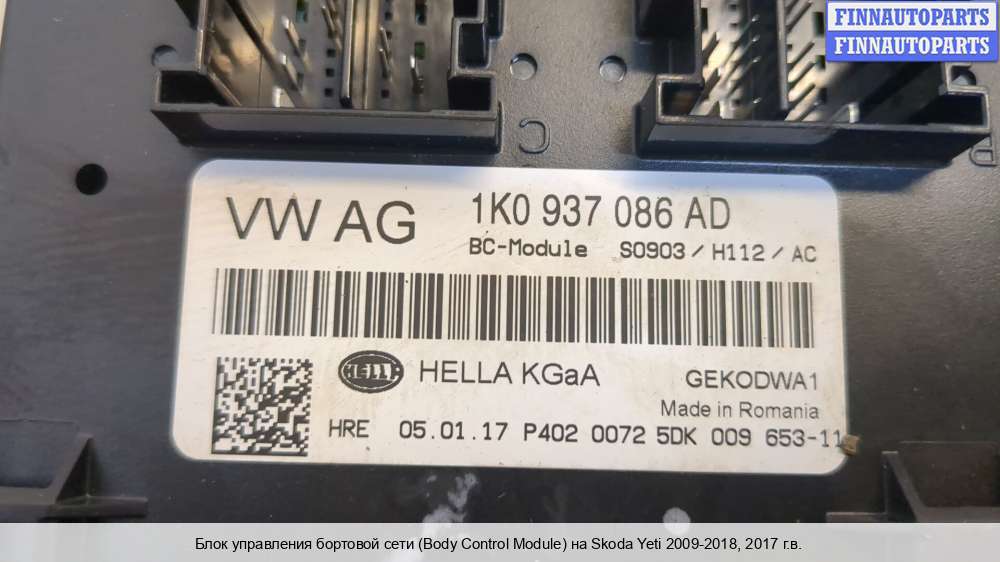 FINNAUTOPARTS
FINNAUTOPARTS
C
VW AG
1K0 937 086 AD
BC-Module S0903 / H112 / AC
HELLA
HELLA KGaA
GEKODWA1
Made in Romania
HRE 05.01.17 P402 0072 5DK 009 653-11
Блок управления бортовой сети (Body Control Module) на Skoda Yeti 2009-2018, 2017 г.в.